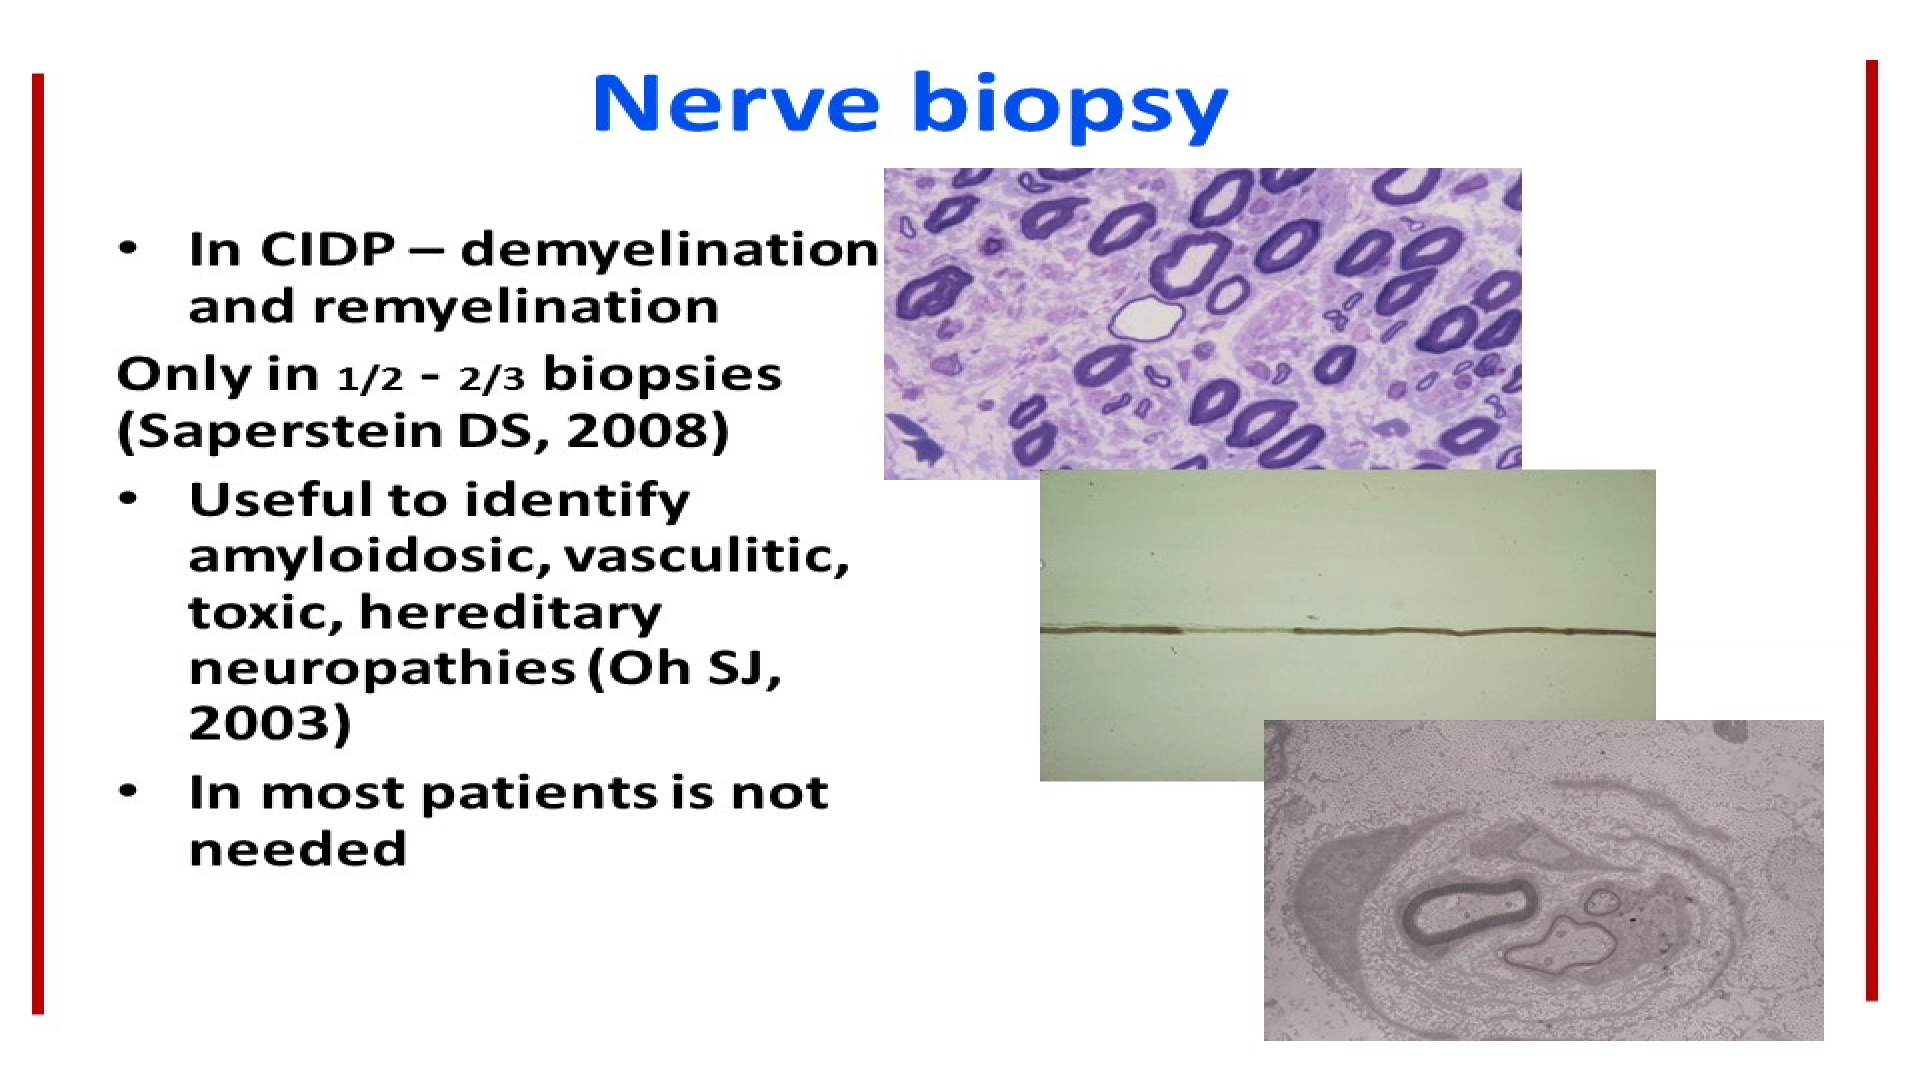 Nerve biopsy
• In CIDP – demyelination
and remyelination
Only in 1/2 - 2/3 biopsies
(Saperstein DS, 2008)
• Useful to identify
amyloidosic, vasculitic,
toxic, hereditary
neuropathies (Oh SJ,
2003)
• In most patients is not
needed